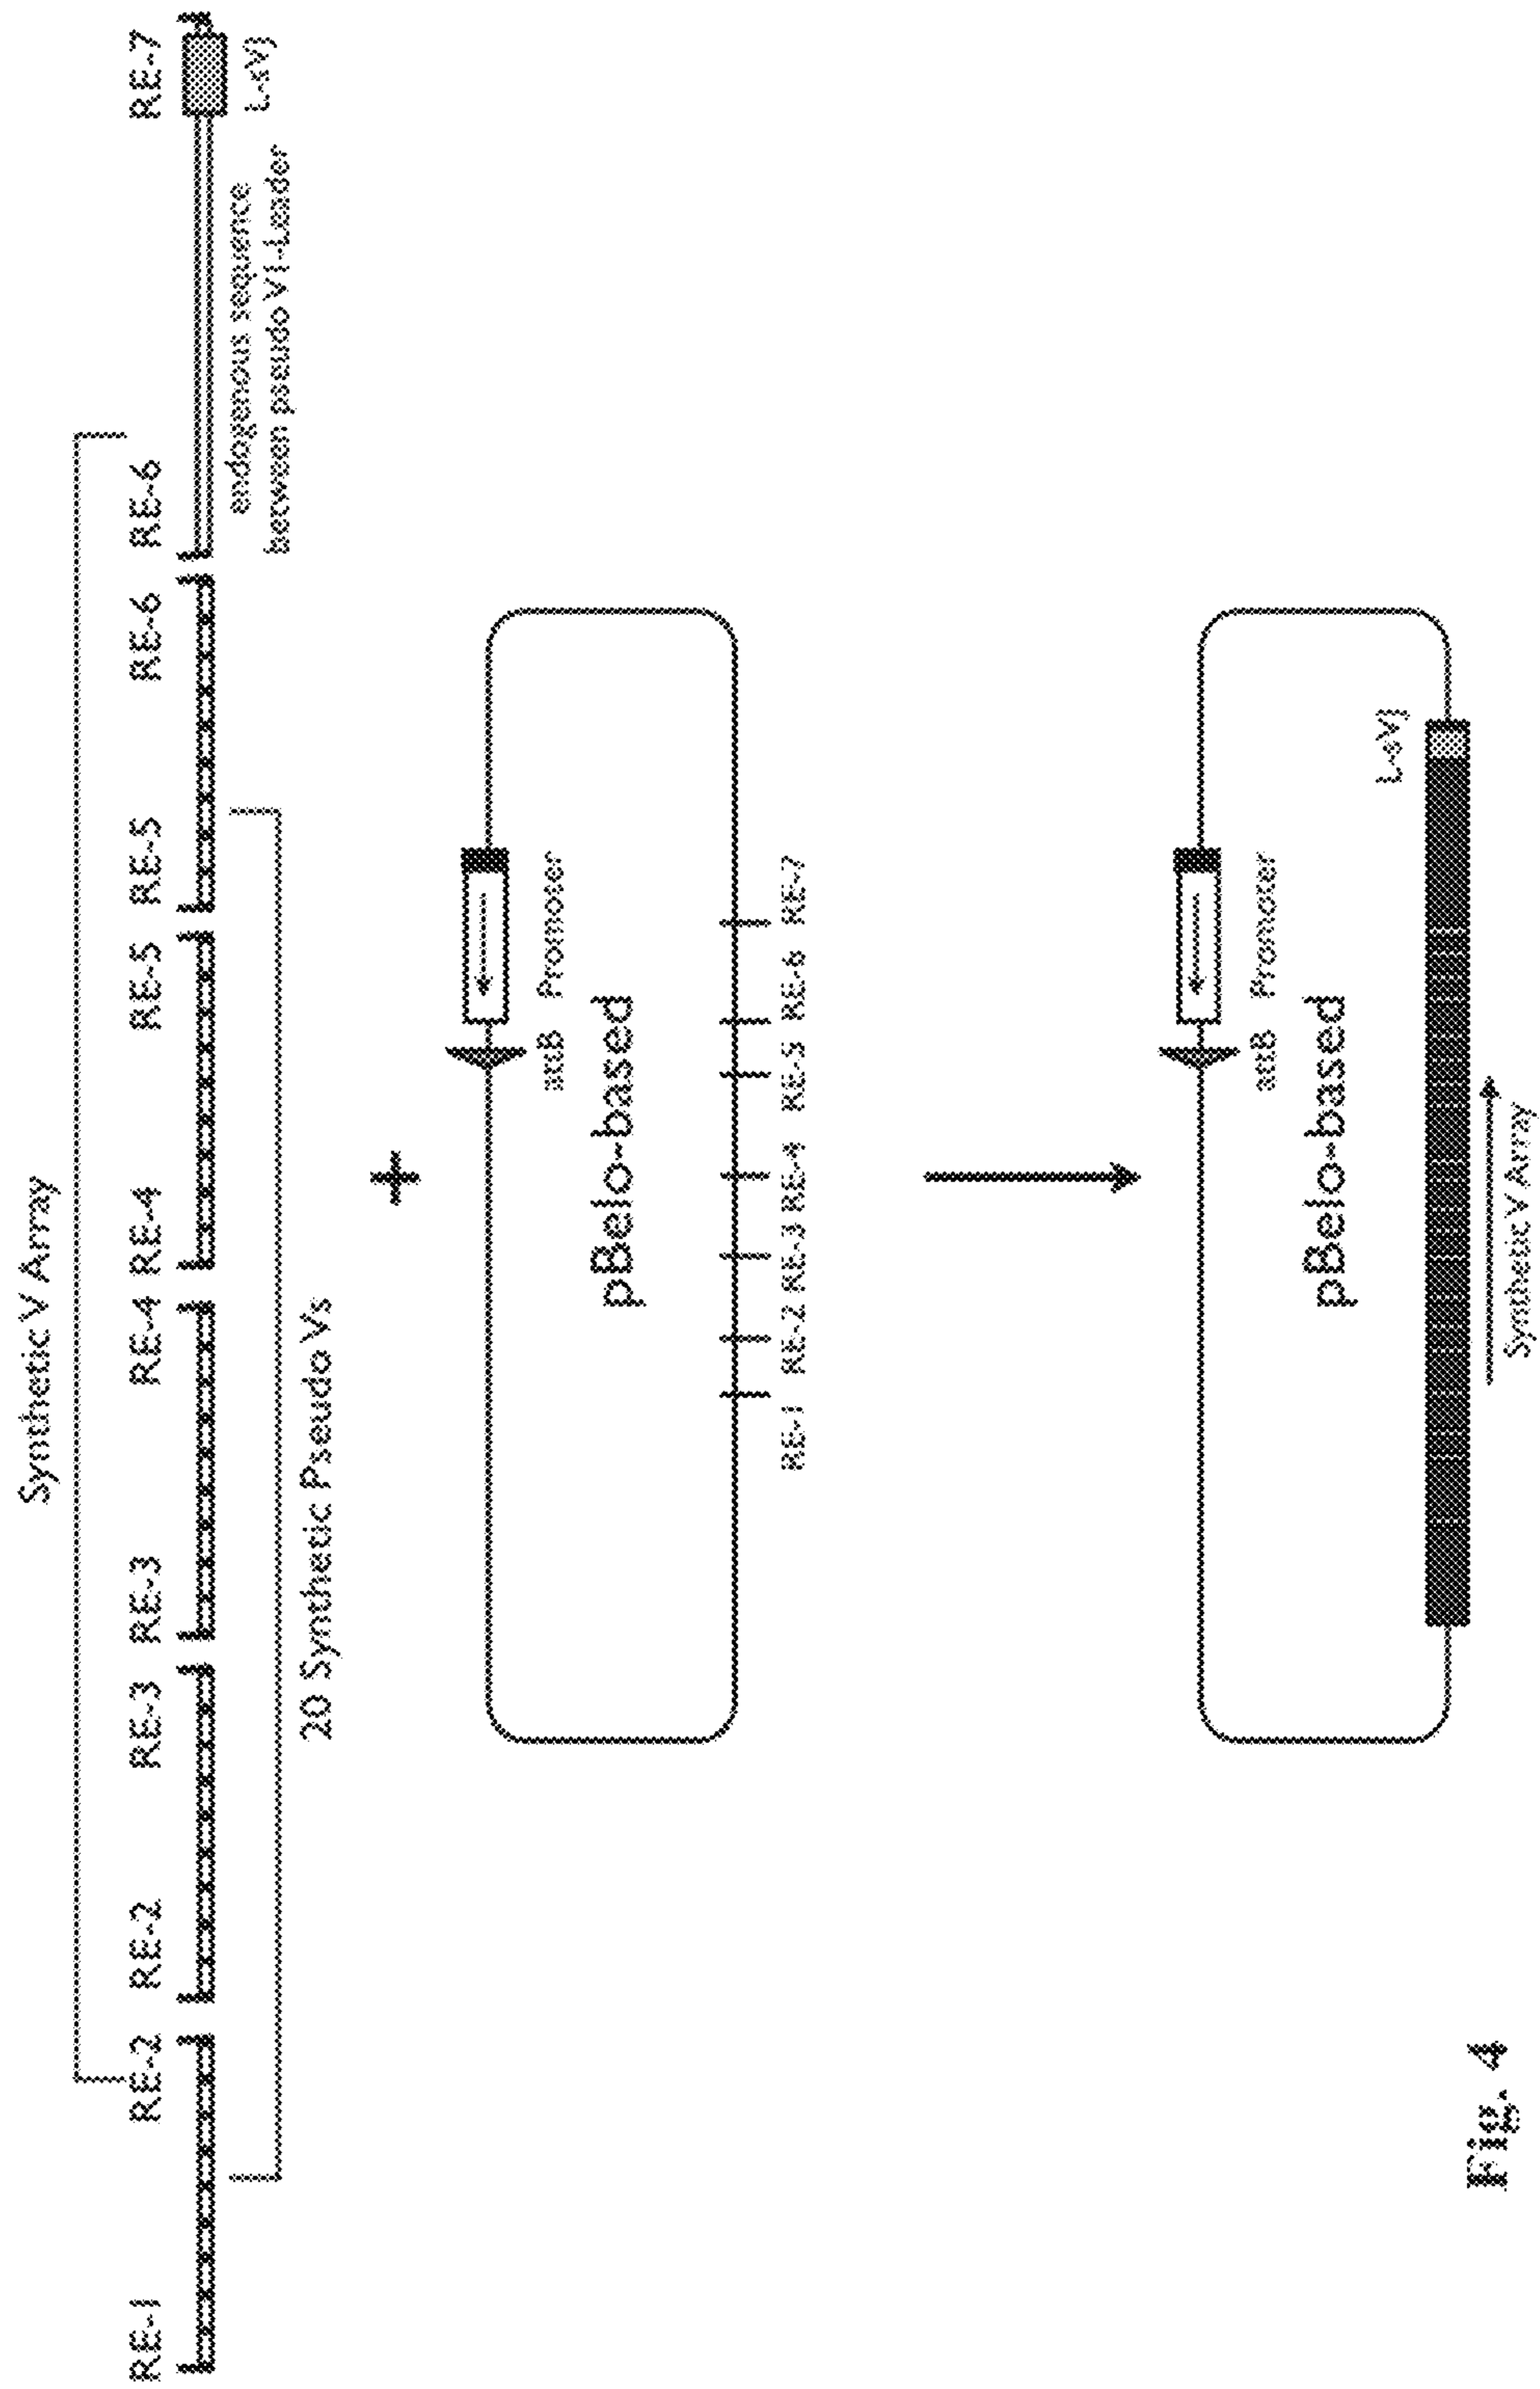 Synthetic V Array
RE-1 RE-2 RE-2 RE-3 RE-3 RE-4 RE-4 RE-5 RE-5 RE-6 RE-6 RE-7
20 Synthetic Pseudo Vs
endogenous sequence
between pseudo V1-Leader
L-sVJ
+
attB Promoter
pBelo-based
RE-1 RE-2 RE-3 RE-4 RE-5 RE-6 RE-7
attB Promoter
pBelo-based
L-sVJ
Synthetic V Array
Fig. 4